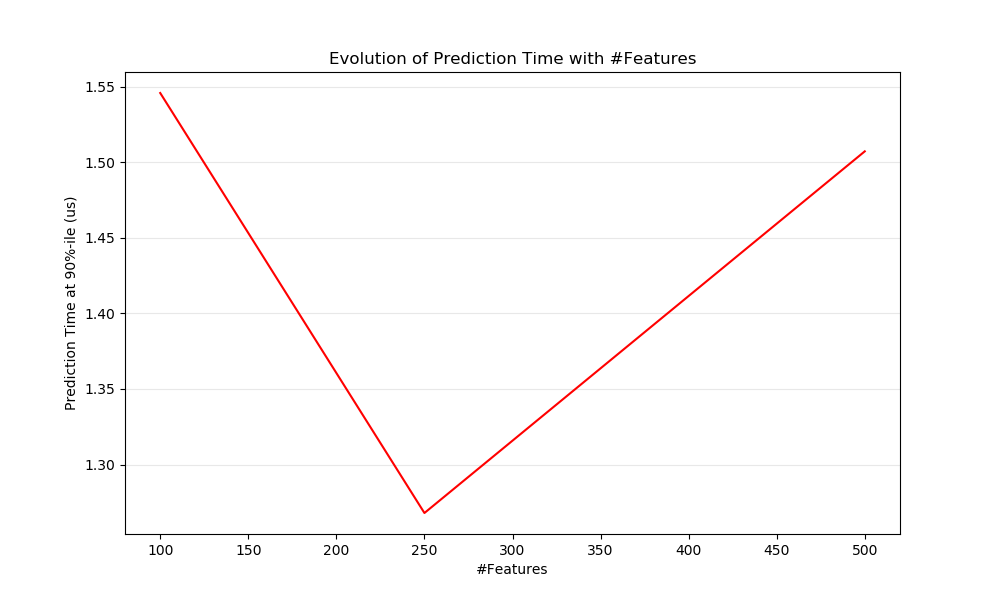 Evolution of Prediction Time with #Features
Prediction Time at 90%-ile (us)
1.55
1.50
1.45
1.40
1.35
1.30
100 150 200 250 300 350 400 450 500
#Features